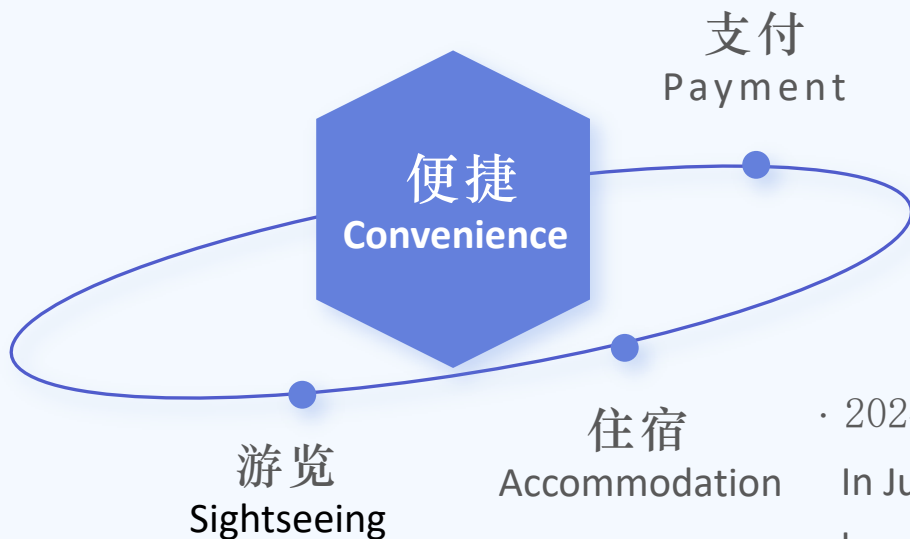 支付
Payment
便捷
Convenience
住宿
Accommodation
游览
Sightseeing
· 202
In Ju